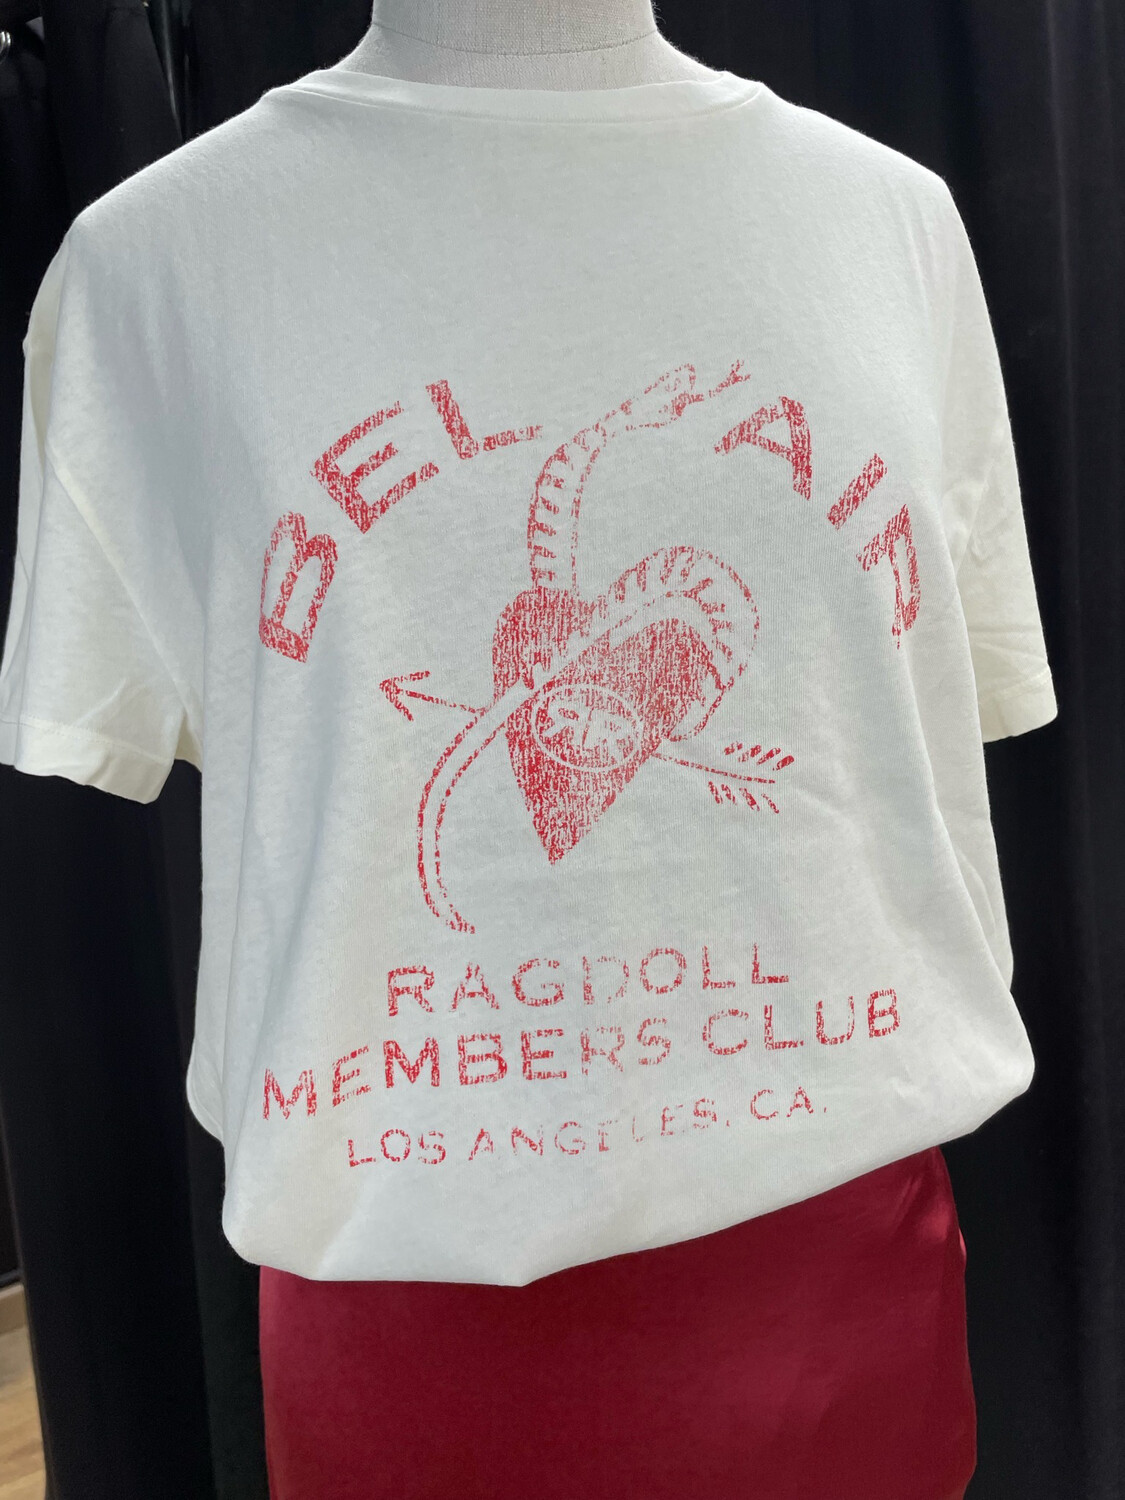 BEL AIR
RAGDOLL
MEMBERS CLUB
LOS ANGELES, CA.